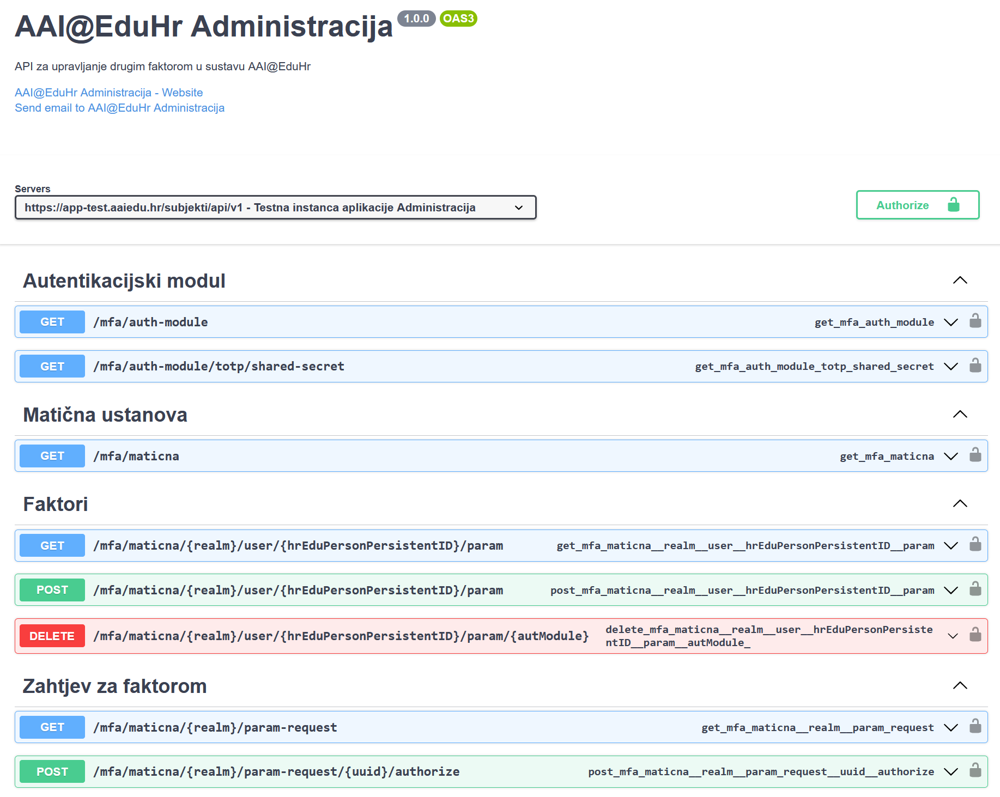 AAI@EduHr Administracija 1.0.0 OAS3
API za upravljanje drugim faktorom u sustavu AAI@EduHr
AAI@EduHr Administracija - Website
Send email to AAI@EduHr Administracija
Servers
https://app-test.aaiedu.hr/subjekti/api/v1 - Testna instanca aplikacije Administracija
Authorize
Autentikacijski modul
GET /mfa/auth-module get_mfa_auth_module
GET /mfa/auth-module/totp/shared-secret get_mfa_auth_module_totp_shared_secret
Matična ustanova
GET /mfa/maticna get_mfa_maticna
Faktori
GET /mfa/maticna/{realm}/user/{hrEduPersonPersistentID}/param get_mfa_maticna__realm__user__hrEduPersonPersistentID__param
POST /mfa/maticna/{realm}/user/{hrEduPersonPersistentID}/param post_mfa_maticna__realm__user__hrEduPersonPersistentID__param
DELETE /mfa/maticna/{realm}/user/{hrEduPersonPersistentID}/param/{autModule} delete_mfa_maticna__realm__user__hrEduPersonPersiste
ntID__param__autModule_
Zahtjev za faktorom
GET /mfa/maticna/{realm}/param-request get_mfa_maticna__realm__param_request
POST /mfa/maticna/{realm}/param-request/{uuid}/authorize post_mfa_maticna__realm__param_request__uuid__authorize